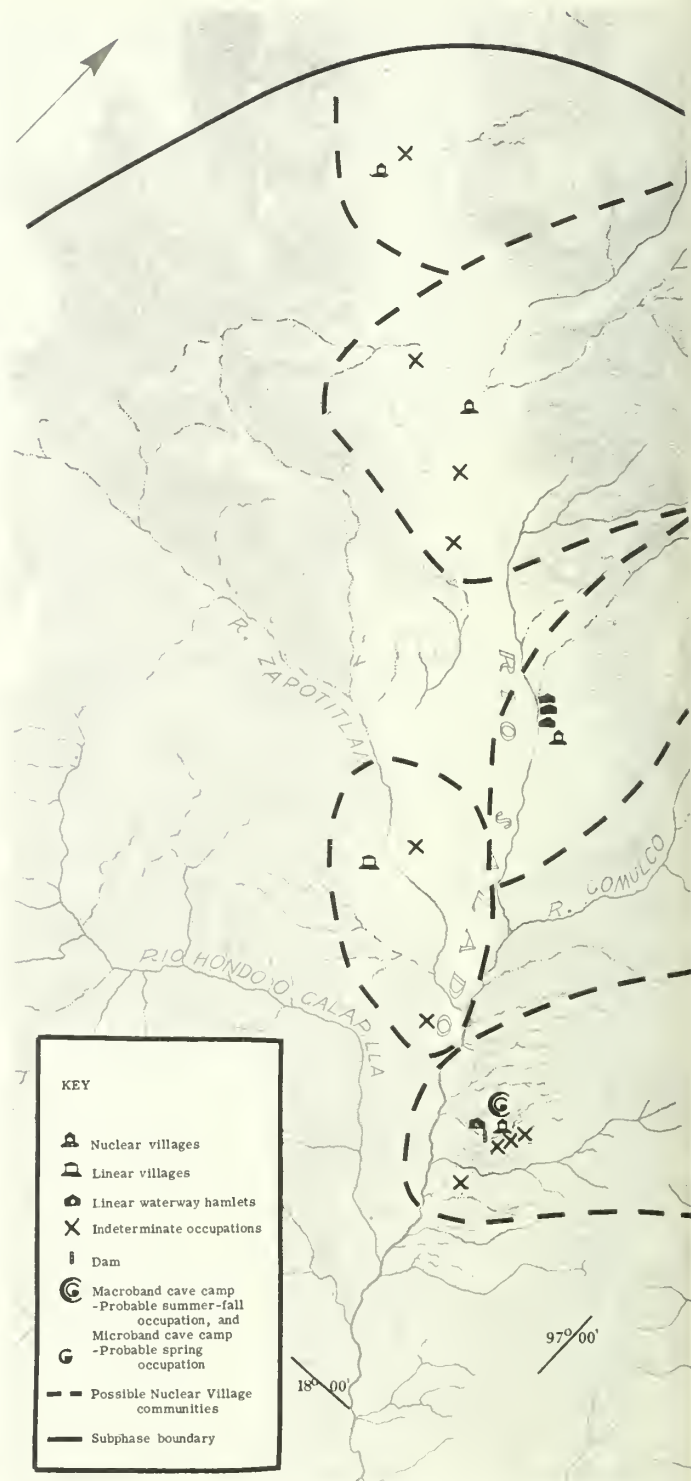 R. ZAPOTITLAN
RIO
SALADO
R. COMULCO
RIO HONDO O CALAPILLA
KEY
Nuclear villages
Linear villages
Linear waterway hamlets
Indeterminate occupations
Dam
Macroband cave camp
-Probable summer-fall
occupation, and
Microband cave camp
-Probable spring
occupation
Possible Nuclear Village
communities
Subphase boundary
18° 00'
97° 00'